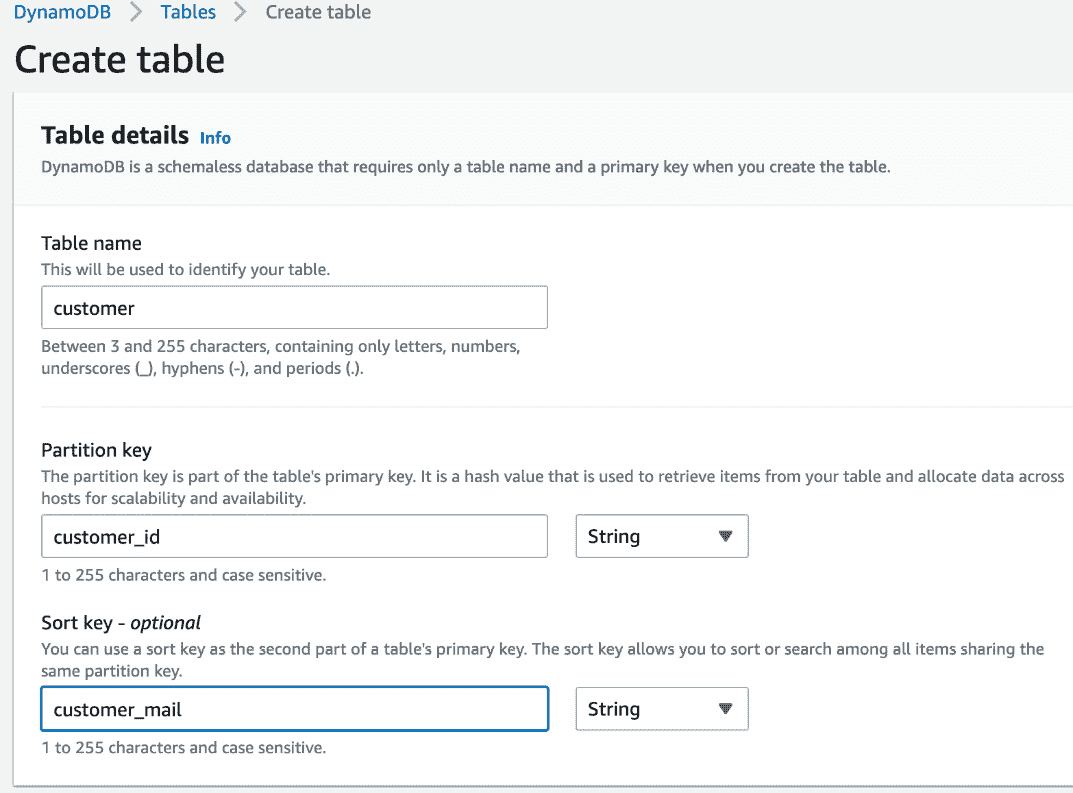 DynamoDB > Tables > Create table
Create table
Table details Info
DynamoDB is a schemaless database that requires only a table name and a primary key when you create the table.
Table name
This will be used to identify your table.
customer
Between 3 and 255 characters, containing only letters, numbers,
underscores (_), hyphens (-), and periods (.).
Partition key
The partition key is part of the table's primary key. It is a hash value that is used to retrieve items from your table and allocate data across
hosts for scalability and availability.
customer_id String
1 to 255 characters and case sensitive.
Sort key - optional
You can use a sort key as the second part of a table's primary key. The sort key allows you to sort or search among all items sharing the
same partition key.
customer_mail String
1 to 255 characters and case sensitive.